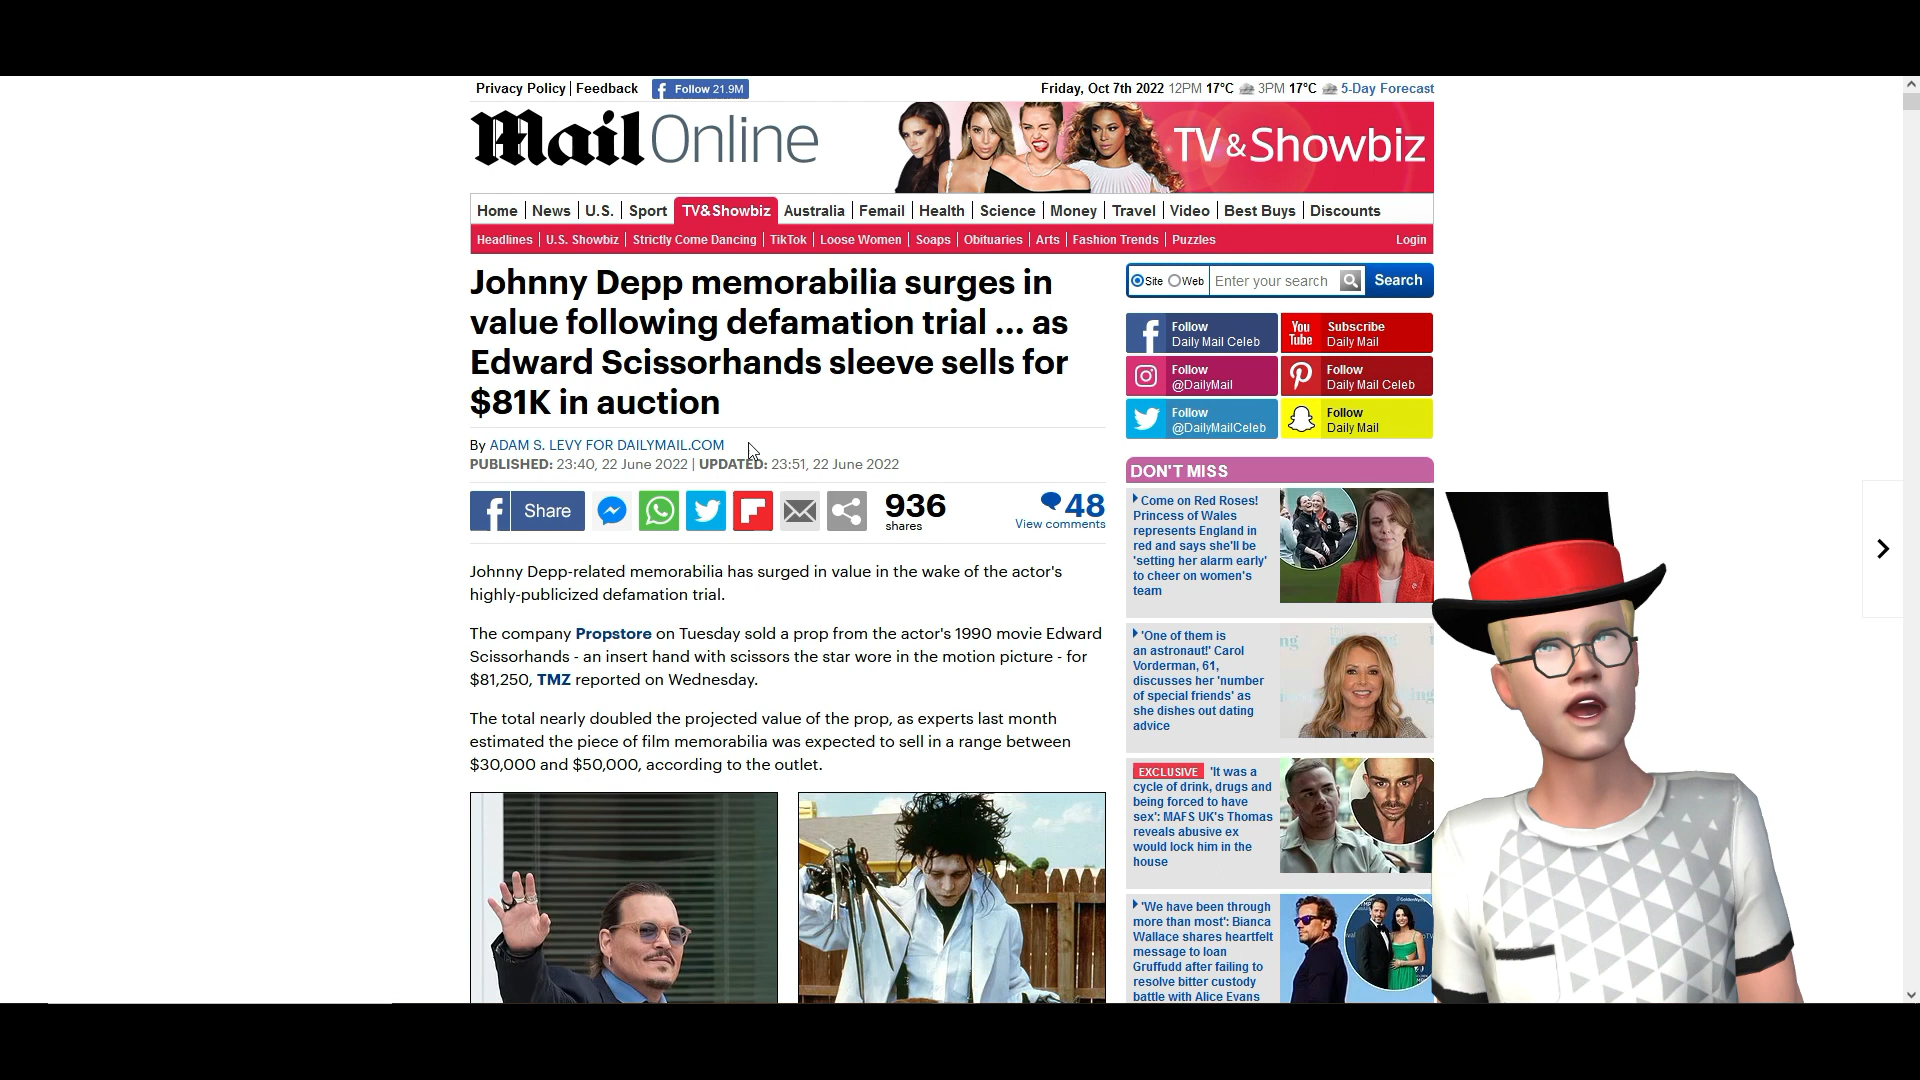 Privacy Policy | Feedback
Follow 21.9M
Friday, Oct 7th 2022 12PM 17°C 3PM 17°C 5-Day Forecast
Mail Online
TV&Showbiz
Home | News | U.S. | Sport | TV&Showbiz | Australia | Femail | Health | Science | Money | Travel | Video | Best Buys | Discounts
Headlines | U.S. Showbiz | Strictly Come Dancing | TikTok | Loose Women | Soaps | Obituaries | Arts | Fashion Trends | Puzzles
Login
Johnny Depp memorabilia surges in
value following defamation trial ... as
Edward Scissorhands sleeve sells for
$81K in auction
By ADAM S. LEVY FOR DAILYMAIL.COM
PUBLISHED: 23:40, 22 June 2022 | UPDATED: 23:51, 22 June 2022
Share
936
shares
48
View comments
Johnny Depp-related memorabilia has surged in value in the wake of the actor's
highly-publicized defamation trial.
The company Propstore on Tuesday sold a prop from the actor's 1990 movie Edward
Scissorhands - an insert hand with scissors the star wore in the motion picture - for
$81,250, TMZ reported on Wednesday.
The total nearly doubled the projected value of the prop, as experts last month
estimated the piece of film memorabilia was expected to sell in a range between
$30,000 and $50,000, according to the outlet.
Site Web Enter your search Search
Follow
Daily Mail Celeb
You
Tube
Subscribe
Daily Mail
Follow
@DailyMail
Follow
Daily Mail Celeb
Follow
@DailyMailCeleb
Follow
Daily Mail
DON'T MISS
Come on Red Roses!
Princess of Wales
represents England in
red and says she'll be
'setting her alarm early'
to cheer on women's
team
'One of them is
an astronaut!' Carol
Vorderman, 61,
discusses her 'number
of special friends' as
she dishes out dating
advice
EXCLUSIVE 'It was a
cycle of drink, drugs and
being forced to have
sex': MAFS UK's Thomas
reveals abusive ex
would lock him in the
house
'We have been through
more than most': Bianca
Wallace shares heartfelt
message to Ioan
Gruffudd after failing to
resolve bitter custody
battle with Alice Evans